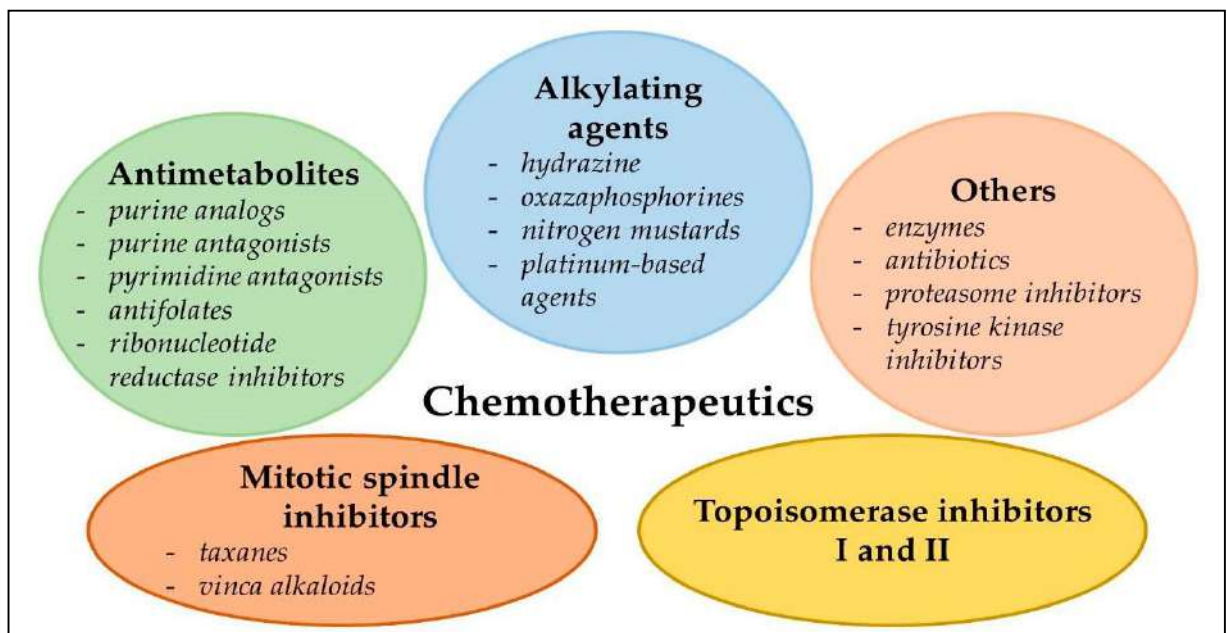 Alkylating
agents
- hydrazine
- oxazaphosphorines
- nitrogen mustards
- platinum-based
agents
Antimetabolites
- purine analogs
- purine antagonists
- pyrimidine antagonists
- antifolates
- ribonucleotide
reductase inhibitors
Others
- enzymes
- antibiotics
- proteasome inhibitors
- tyrosine kinase
inhibitors
Chemotherapeutics
Mitotic spindle
inhibitors
- taxanes
- vinca alkaloids
Topoisomerase inhibitors
I and II